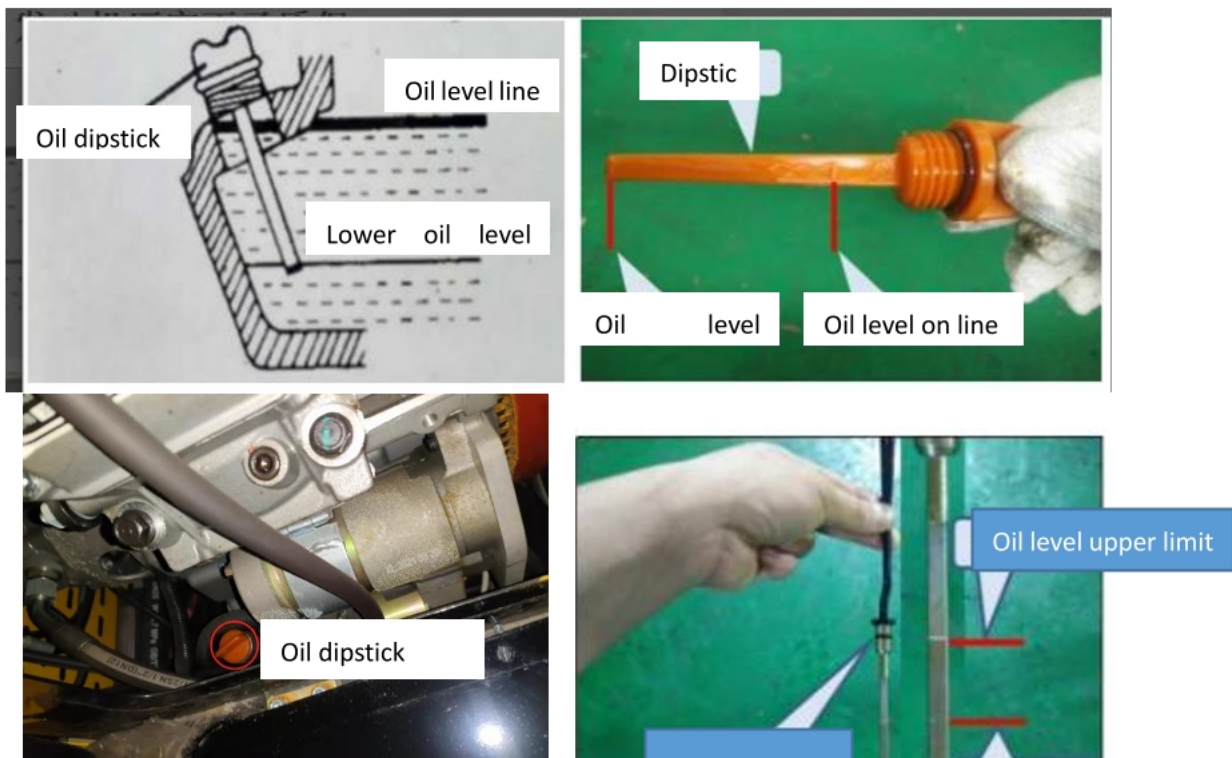 Oil level line
Oil dipstick
Lower oil level
Dipstic
Oil level
Oil level on line
Oil dipstick
Oil level upper limit